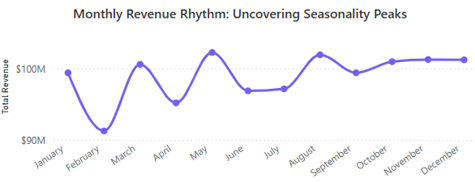 Monthly Revenue Rhythm: Uncovering Seasonality Peaks
Total Revenue
$100M
$90M
January
February
March
April
May
June
July
August
September
October
November
December